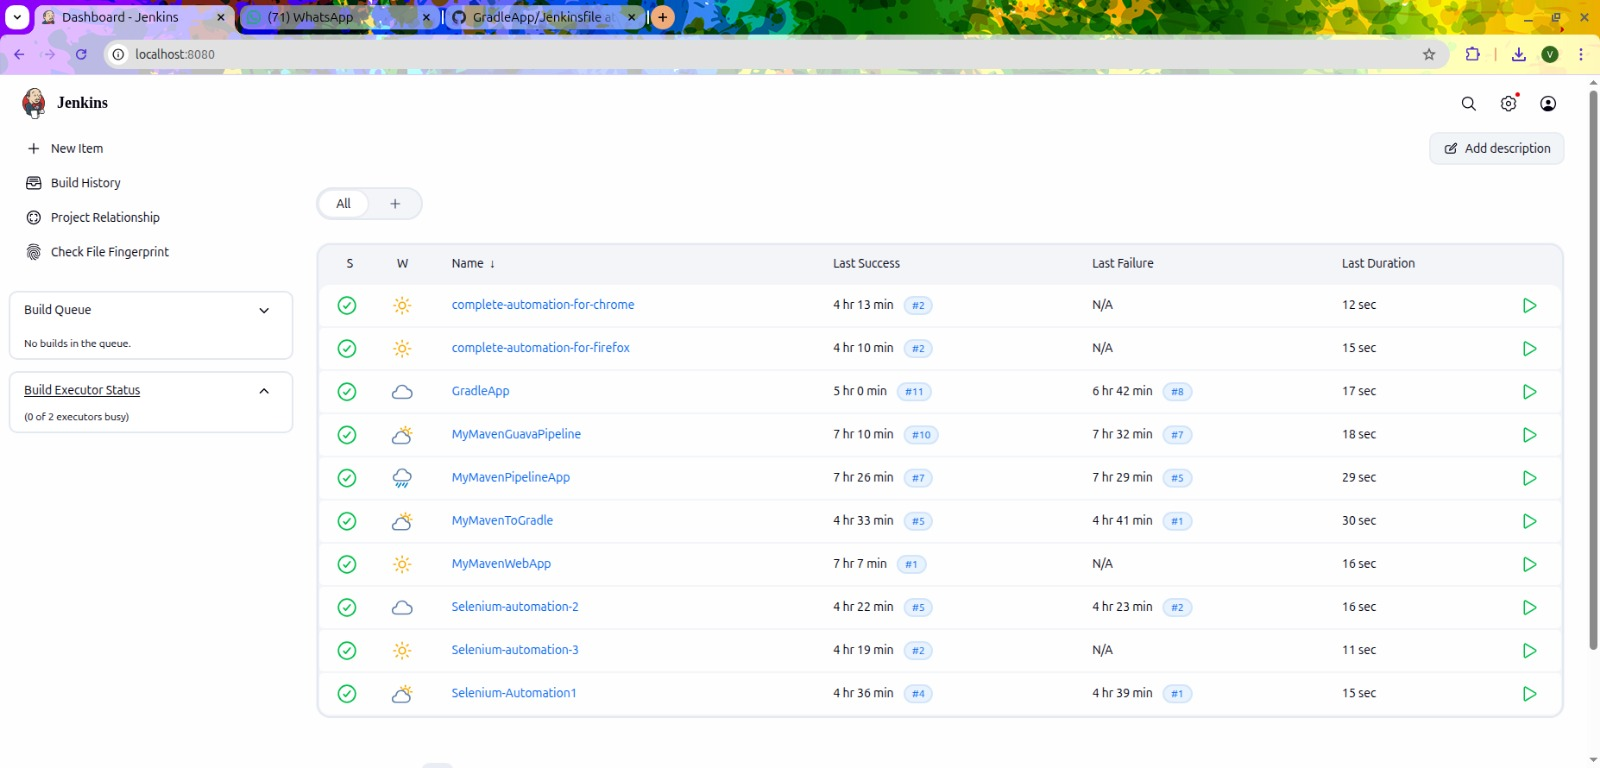 Dashboard - Jenkins
(71) WhatsApp
GradleApp/Jenkinsfile a
localhost:8080
V
Jenkins
New Item
Build History
Project Relationship
Check File Fingerprint
Add description
All +
Build Queue
No builds in the queue.
Build Executor Status
(0 of 2 executors busy)
S W Name ↓ Last Success Last Failure Last Duration
complete-automation-for-chrome 4 hr 13 min #2 N/A 12 sec
complete-automation-for-firefox 4 hr 10 min #2 N/A 15 sec
GradleApp 5 hr 0 min #11 6 hr 42 min #8 17 sec
MyMavenGuavaPipeline 7 hr 10 min #10 7 hr 32 min #7 18 sec
MyMavenPipelineApp 7 hr 26 min #7 7 hr 29 min #5 29 sec
MyMavenToGradle 4 hr 33 min #5 4 hr 41 min #1 30 sec
MyMavenWebApp 7 hr 7 min #1 N/A 16 sec
Selenium-automation-2 4 hr 22 min #5 4 hr 23 min #2 16 sec
Selenium-automation-3 4 hr 19 min #2 N/A 11 sec
Selenium-Automation1 4 hr 36 min #4 4 hr 39 min #1 15 sec